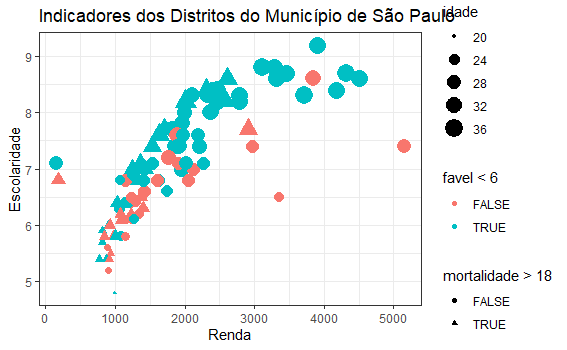 Indicadores dos Distritos do Município de São Paulo
idade
20
24
28
32
36
favel < 6
FALSE
TRUE
mortalidade > 18
FALSE
TRUE
Escolaridade
9
8
7
6
5
0
1000
2000
3000
4000
5000
Renda